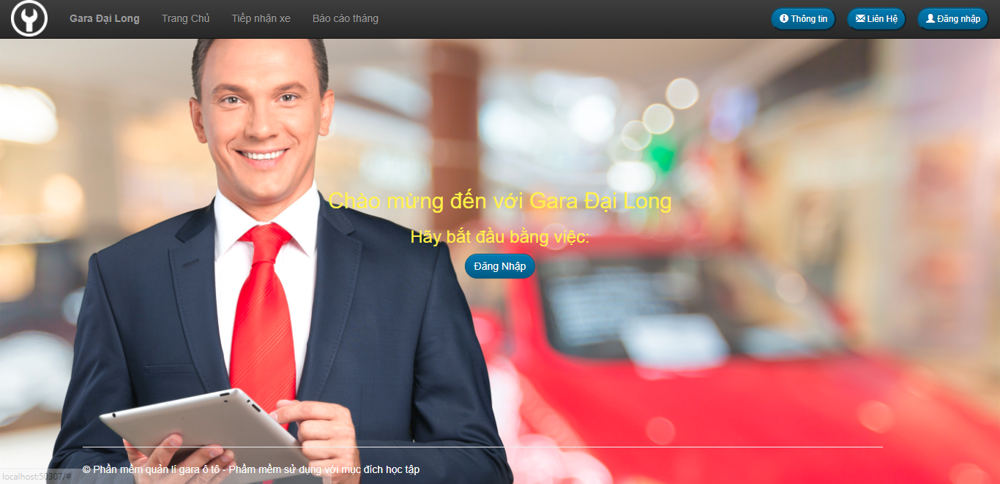 Gara Đại Long Trang Chủ Tiếp nhận xe Báo cáo tháng Thông tin Liên Hệ Đăng nhập
Chào mừng đến với Gara Đại Long
Hãy bắt đầu bằng việc:
Đăng Nhập
© Phần mềm quản lí gara ô tô - Phầm mềm sử dụng với mục đích học tập
localhost:50307/#